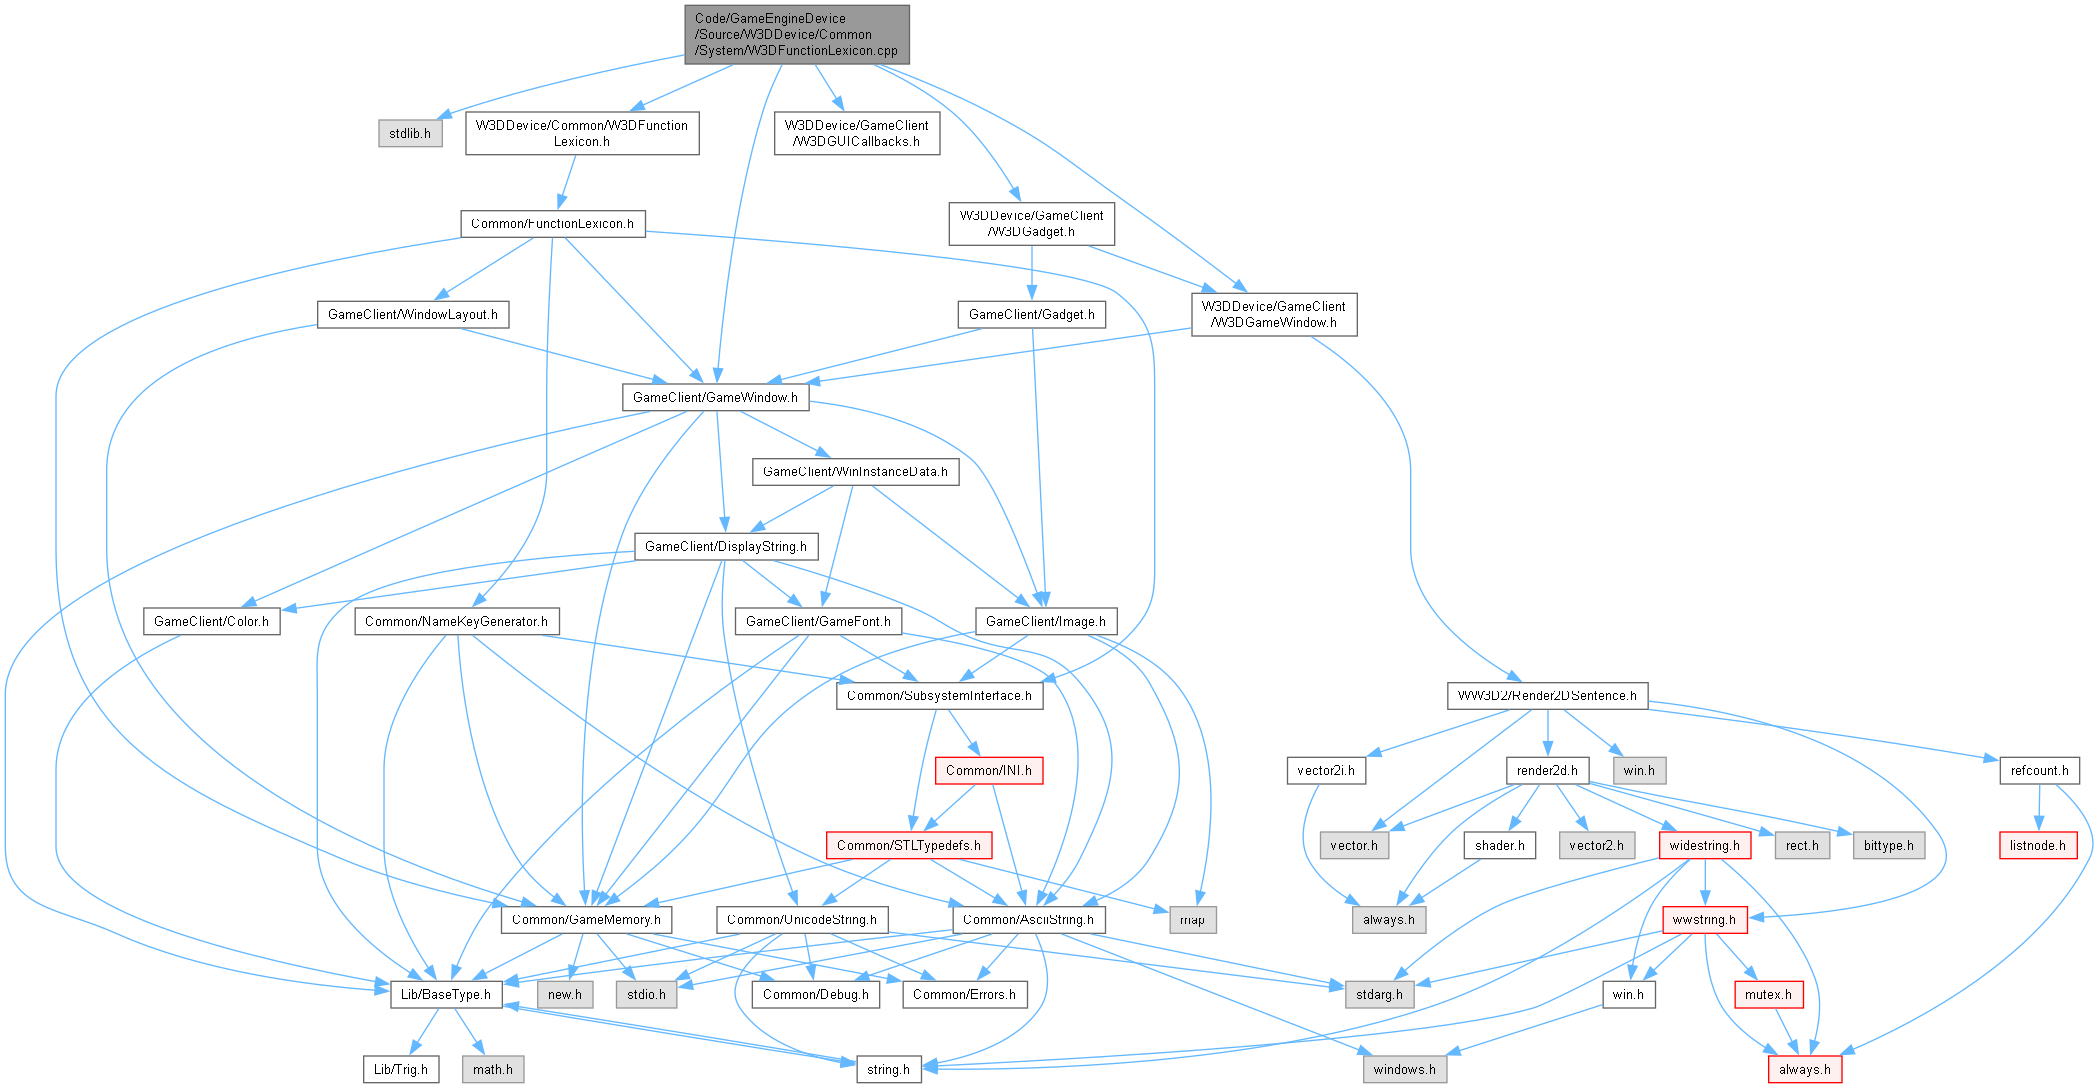 Code/GameEngineDevice
/Source/W3DDevice/Common
/System/W3DFunctionLexicon.cpp
stdlib.h
W3DDevice/Common/W3DFunction
Lexicon.h
W3DDevice/GameClient
/W3DGUICallbacks.h
Common/FunctionLexicon.h
W3DDevice/GameClient
/W3DGadget.h
GameClient/WindowLayout.h
GameClient/Gadget.h
W3DDevice/GameClient
/W3DGameWindow.h
GameClient/GameWindow.h
GameClient/WinInstanceData.h
GameClient/DisplayString.h
GameClient/Color.h
Common/NameKeyGenerator.h
GameClient/GameFont.h
GameClient/Image.h
Common/SubsystemInterface.h
WW3D2/Render2DSentence.h
Common/INI.h
vector2i.h
render2d.h
win.h
refcount.h
Common/STLTypedefs.h
vector.h
shader.h
vector2.h
widestring.h
rect.h
bittype.h
listnode.h
Common/GameMemory.h
Common/UnicodeString.h
Common/AsciiString.h
map
always.h
wwstring.h
Lib/BaseType.h
new.h
stdio.h
Common/Debug.h
Common/Errors.h
stdarg.h
win.h
mutex.h
Lib/Trig.h
math.h
string.h
windows.h
always.h